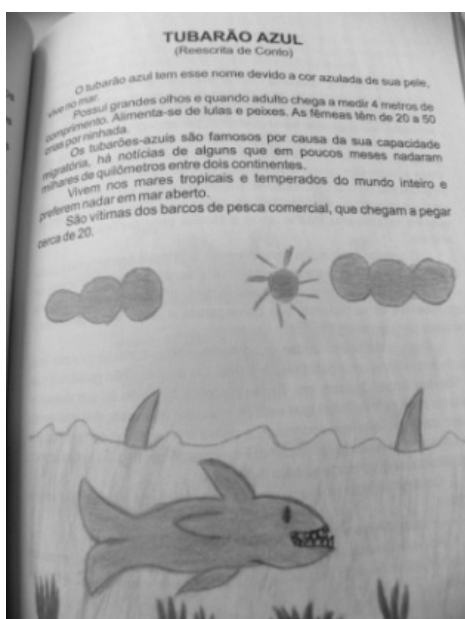 TUBARÃO AZUL
(Reescrita de Conto)
O tubarão azul tem esse nome devido a cor azulada de sua pele,
vive no mar.
Possui grandes olhos e quando adulto chega a medir 4 metros de
comprimento. Alimenta-se de lulas e peixes. As fêmeas têm de 20 a 50
crias por ninhada.
Os tubarões-azuis são famosos por causa da sua capacidade
migratória, há notícias de alguns que em poucos meses nadaram
milhares de quilômetros entre dois continentes.
Vivem nos mares tropicais e temperados do mundo inteiro e
preferem nadar em mar aberto.
São vítimas dos barcos de pesca comercial, que chegam a pegar
cerca de 20.